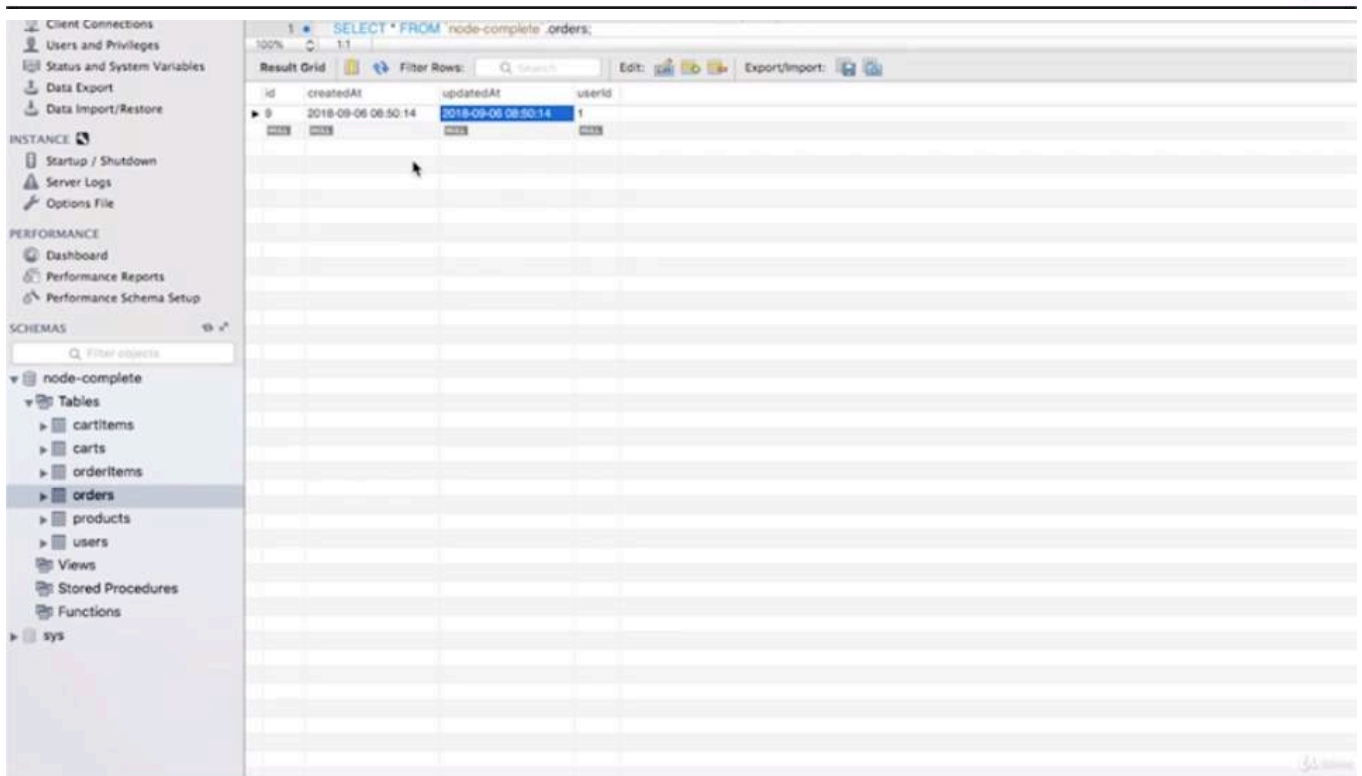 Client Connections
Users and Privileges
Status and System Variables
Data Export
Data Import/Restore
INSTANCE
Startup / Shutdown
Server Logs
Options File
PERFORMANCE
Dashboard
Performance Reports
Performance Schema Setup
SCHEMAS
Filter objects
node-complete
Tables
cartItems
carts
orderItems
orders
products
users
Views
Stored Procedures
Functions
sys
1 SELECT * FROM `node-complete`.orders;
100% 1:1
Result Grid Filter Rows: Search Edit: Export/Import:
id createdAt updatedAt userId
9 2018-09-06 08:50:14 2018-09-06 08:50:14 1
NULL NULL NULL NULL